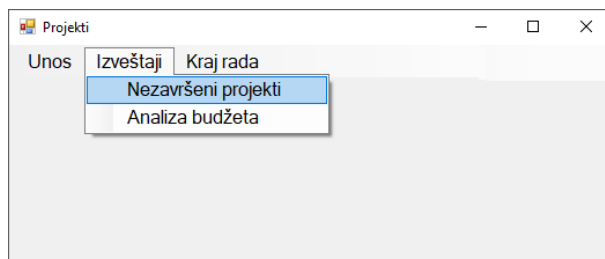 Projekti
Unos Izveštaji Kraj rada
Nezavršeni projekti
Analiza budžeta